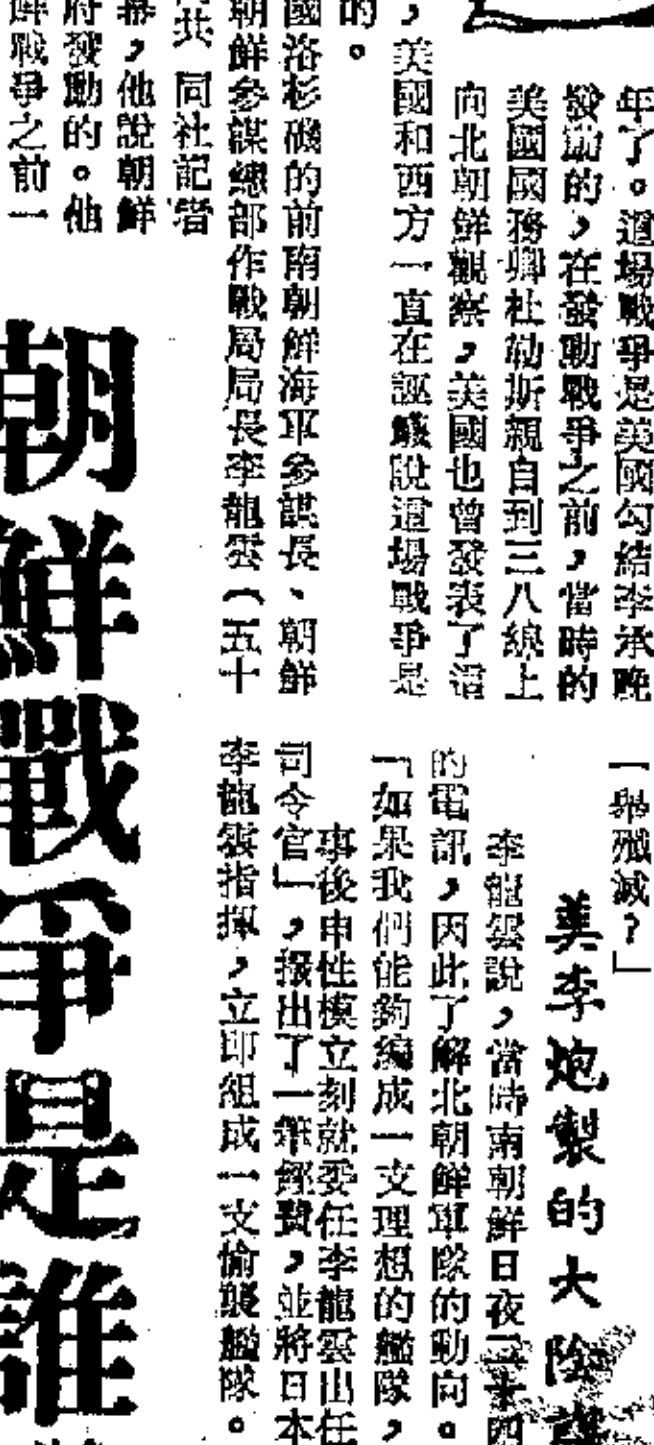 年了。這場戰爭是美國勾結李承晚
發動的，在發動戰爭之前，當時的
美國國務卿杜勒斯親自到三八線上
向北朝鮮觀察，美國也曾發表了這
，美國和西方一直在誣衊說這場戰爭是
的。
國洛杉磯的前南朝鮮海軍參謀長、朝鮮
朝鮮參謀總部作戰局局長李龍雲（五十
共同社記者
幕，他說朝鮮
府發動的。他
鮮戰爭之前一
朝鮮戰爭是誰
一舉殲滅？」
美李炮製的大陰謀
李龍雲說，當時南朝鮮日夜二十四
的電訊，因此了解北朝鮮軍隊的動向。
「如果我們能夠編成一支理想的艦隊，
事後申性模立刻就委任李龍雲出任
司令官」，撥出了一筆經費，並將日本
李龍雲指揮，立即組成一支偷襲艦隊。